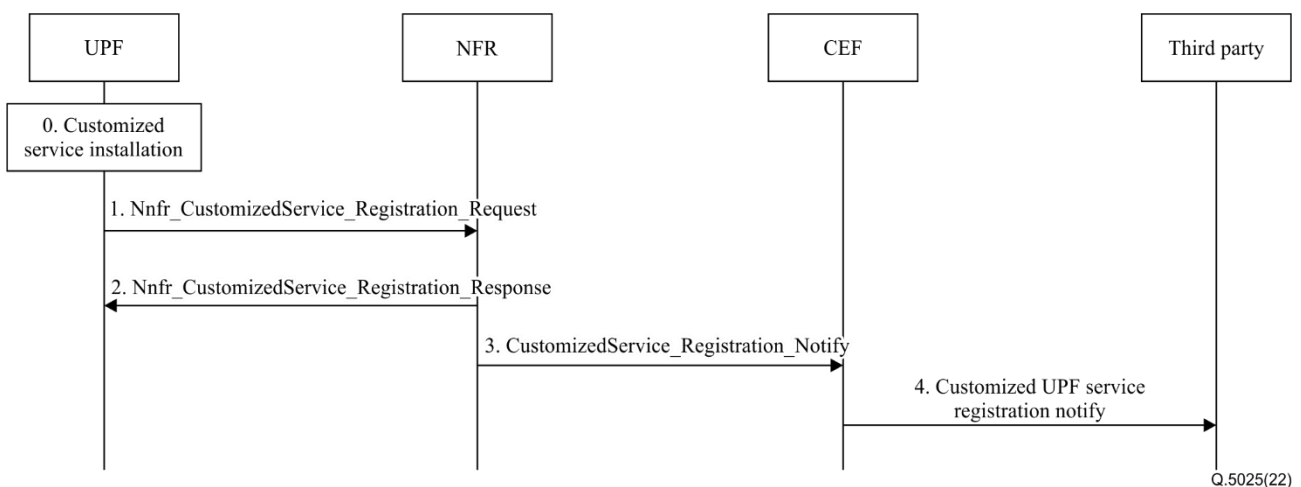 UPF
NFR
CEF
Third party
0. Customized
service installation
1. Nnfr_CustomizedService_Registration_Request
2. Nnfr_CustomizedService_Registration_Response
3. CustomizedService_Registration_Notify
4. Customized UPF service
registration notify
Q.5025(22)